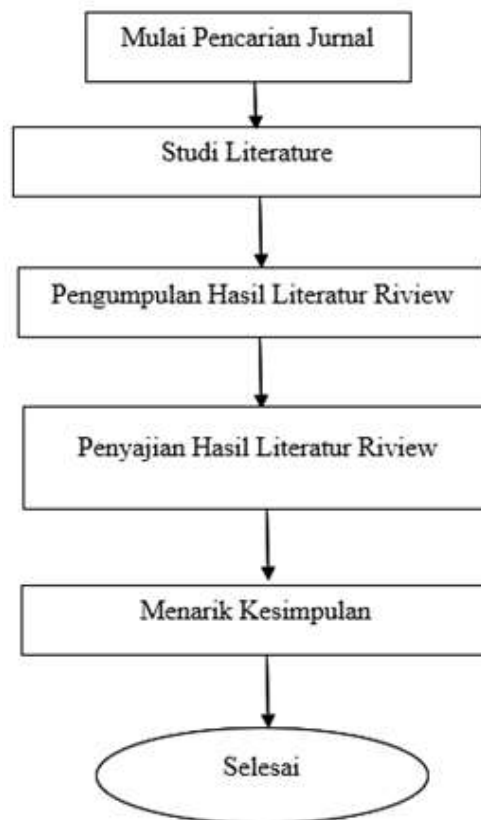 Mulai Pencarian Jurnal
Studi Literature
Pengumpulan Hasil Literatur Riview
Penyajian Hasil Literatur Riview
Menarik Kesimpulan
Selesai